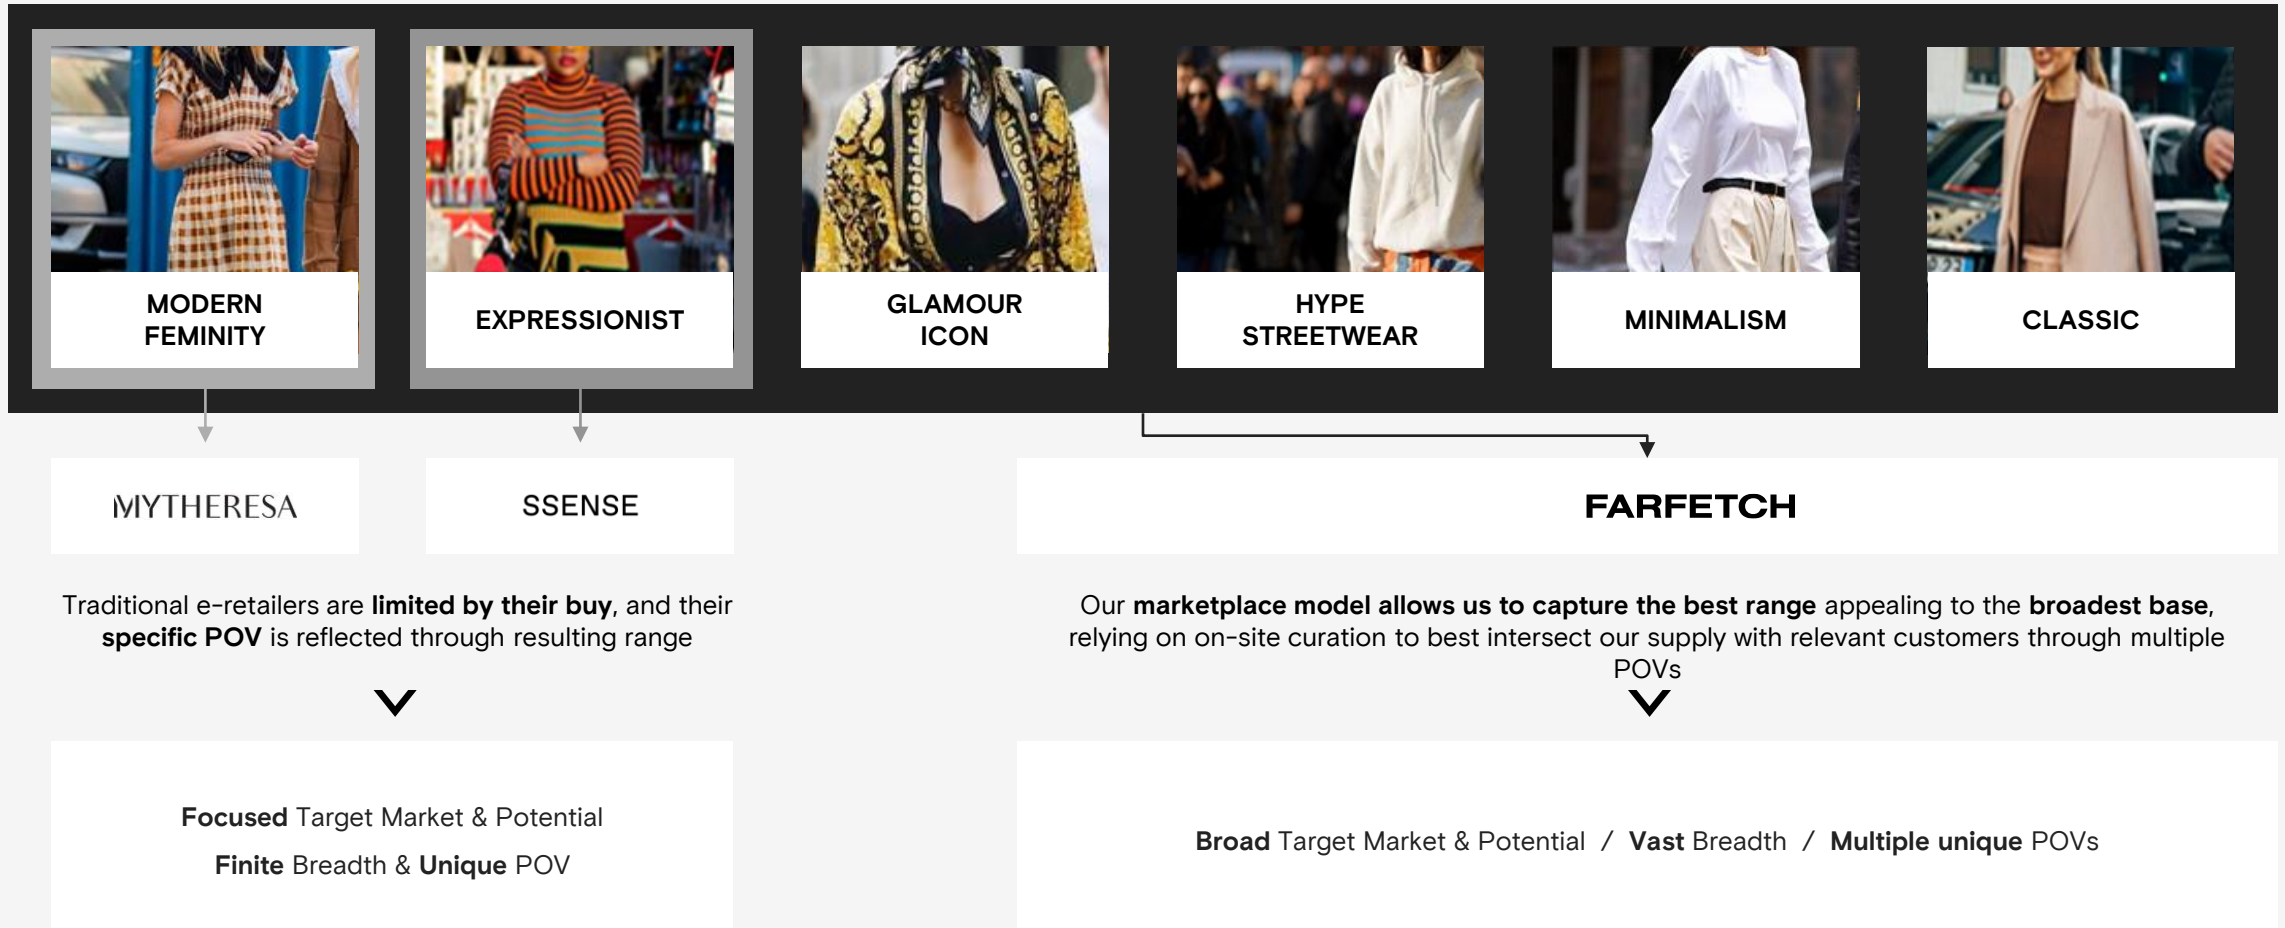 MODERN
FEMINITY
EXPRESSIONIST
GLAMOUR
ICON
HYPE
STREETWEAR
MINIMALISM
CLASSIC
MYTHERESA
SSENSE
FARFETCH
Traditional e-retailers are limited by their buy, and their
specific POV is reflected through resulting range
Our marketplace model allows us to capture the best range appealing to the broadest base,
relying on on-site curation to best intersect our supply with relevant customers through multiple
POVs
Focused Target Market & Potential
Finite Breadth & Unique POV
Broad Target Market & Potential / Vast Breadth / Multiple unique POVs